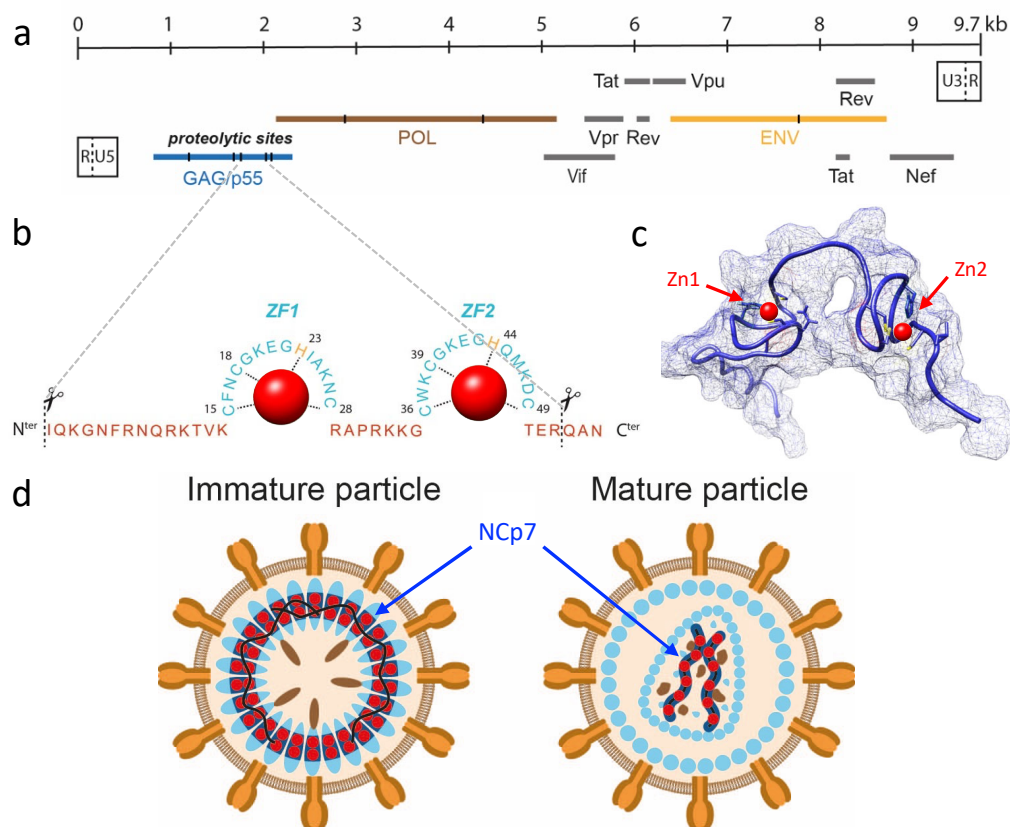 a
0 1 2 3 4 5 6 7 8 9 9.7 kb
Tat Vpu
Rev
U3 R
proteolytic sites
POL
Vpr Rev
ENV
R U5
GAG/p55
Vif
Tat
Nef
b
ZF1
ZF2
18
CFNCGKEGHIAKNC
23
15
28
39
CWKCGKEGHQMKDC
44
36
49
Nter IQKGNFRNQRKTVK RAPRKKG TERQAN Cter
c
Zn1
Zn2
d
Immature particle
Mature particle
NCp7